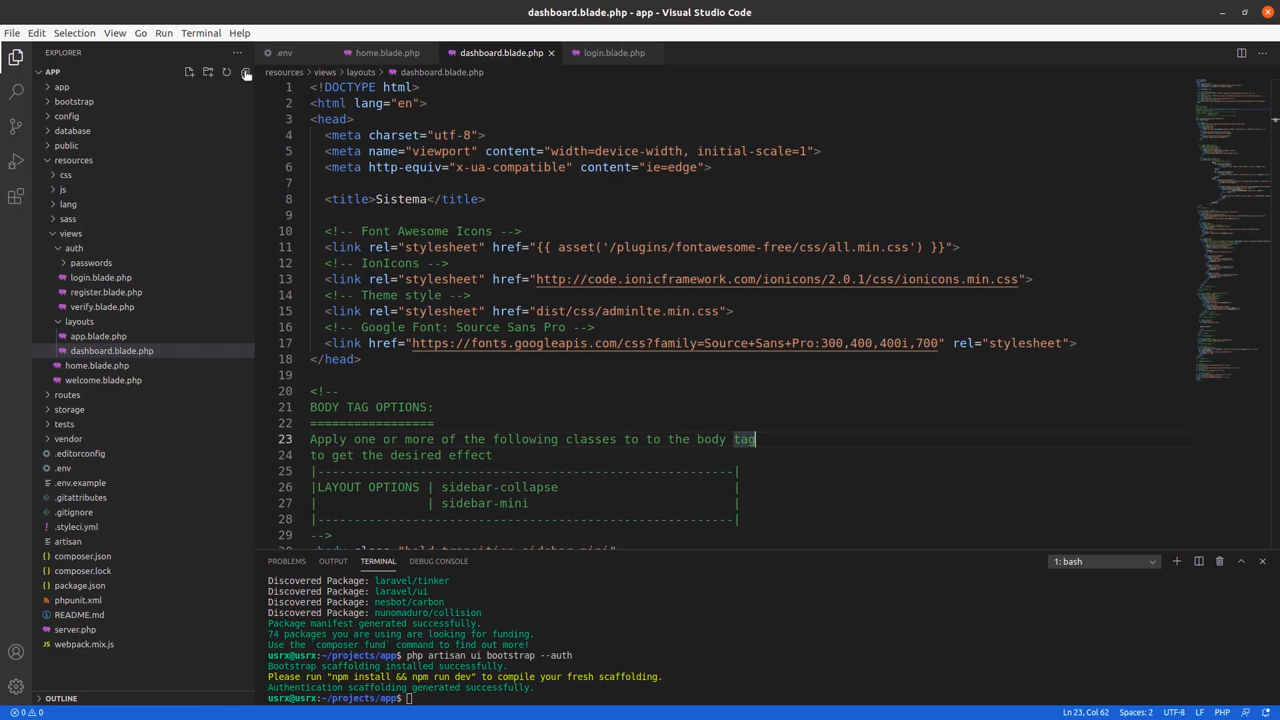 dashboard.blade.php - app - Visual Studio Code
File Edit Selection View Go Run Terminal Help
EXPLORER
.env
home.blade.php
dashboard.blade.php
login.blade.php
APP
resources > views > layouts > dashboard.blade.php
app
bootstrap
config
database
public
resources
css
js
lang
sass
views
auth
passwords
login.blade.php
register.blade.php
verify.blade.php
layouts
app.blade.php
dashboard.blade.php
home.blade.php
welcome.blade.php
routes
storage
tests
vendor
.editorconfig
.env
.env.example
.gitattributes
.gitignore
.styleci.yml
artisan
composer.json
composer.lock
package.json
phpunit.xml
README.md
server.php
webpack.mix.js
OUTLINE
1 <!DOCTYPE html>
2 <html lang="en">
3 <head>
4 <meta charset="utf-8">
5 <meta name="viewport" content="width=device-width, initial-scale=1">
6 <meta http-equiv="x-ua-compatible" content="ie=edge">
7
8 <title>Sistema</title>
9
10 <!-- Font Awesome Icons -->
11 <link rel="stylesheet" href="{{ asset('/plugins/fontawesome-free/css/all.min.css') }}">
12 <!-- IonIcons -->
13 <link rel="stylesheet" href="http://code.ionicframework.com/ionicons/2.0.1/css/ionicons.min.css">
14 <!-- Theme style -->
15 <link rel="stylesheet" href="dist/css/adminlte.min.css">
16 <!-- Google Font: Source Sans Pro -->
17 <link href="https://fonts.googleapis.com/css?family=Source+Sans+Pro:300,400,400i,700" rel="stylesheet">
18 </head>
19
20 <!--
21 BODY TAG OPTIONS:
22 =================
23 Apply one or more of the following classes to to the body tag
24 to get the desired effect
25 |---------------------------------------------------------|
26 |LAYOUT OPTIONS | sidebar-collapse |
27 | | sidebar-mini |
28 |---------------------------------------------------------|
29 -->
30 <body class="hold-transition sidebar-mini">
PROBLEMS OUTPUT TERMINAL DEBUG CONSOLE
1: bash
Discovered Package: laravel/tinker
Discovered Package: laravel/ui
Discovered Package: nesbot/carbon
Discovered Package: nunomaduro/collision
Package manifest generated successfully.
74 packages you are using are looking for funding.
Use the `composer fund` command to find out more!
usrx@usrx:~/projects/app$ php artisan ui bootstrap --auth
Bootstrap scaffolding installed successfully.
Please run "npm install && npm run dev" to compile your fresh scaffolding.
Authentication scaffolding generated successfully.
usrx@usrx:~/projects/app$
0 0
Ln 23, Col 62 Spaces: 2 UTF-8 LF PHP